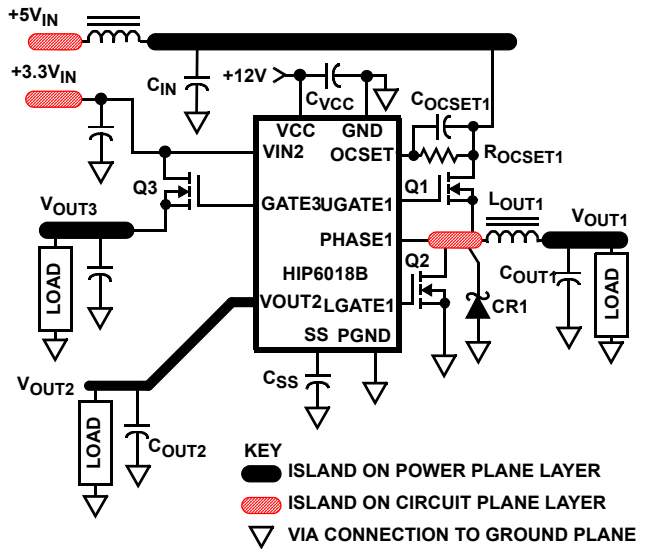 +5VIN
+3.3VIN
CIN
+12V
CVCC
COCSET1
VCC
GND
VIN2
OCSET
ROCSET1
Q3
Q1
GATE3
UGATE1
LOUT1
VOUT3
PHASE1
VOUT1
HIP6018B
Q2
COUT1
LOAD
VOUT2
LGATE1
CR1
LOAD
SS
PGND
CSS
VOUT2
LOAD
COUT2
KEY
ISLAND ON POWER PLANE LAYER
ISLAND ON CIRCUIT PLANE LAYER
VIA CONNECTION TO GROUND PLANE